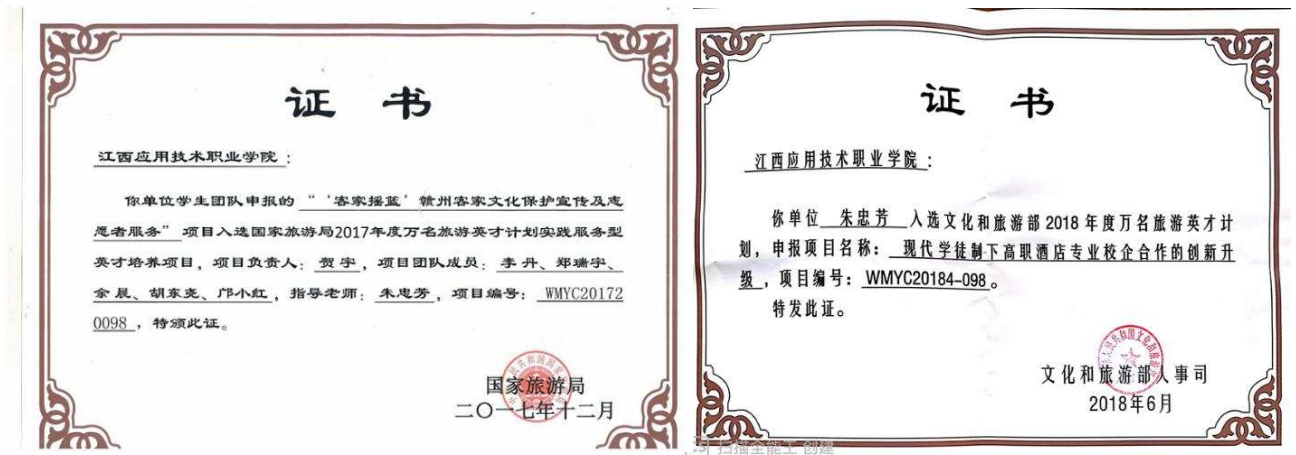 证 书
江西应用技术职业学院：
你单位学生团队申报的 “‘客家摇篮’赣州客家文化保护宣传及志
愿者服务” 项目入选国家旅游局2017年度万名旅游英才计划实践服务型
英才培养项目，项目负责人：贺宇，项目团队成员：李丹、郑瑞宇、
余晨、胡东尧、邝小红，指导老师：朱忠芳，项目编号：WMYC20172
0098，特颁此证。
国家旅游局
二〇一七年十二月
证 书
江西应用技术职业学院：
你单位 朱忠芳 入选文化和旅游部 2018 年度万名旅游英才计
划，申报项目名称：现代学徒制下高职酒店专业校企合作的创新升
级，项目编号：WMYC20184-098。
特发此证。
文化和旅游部人事司
2018年6月
扫描全能王 创建